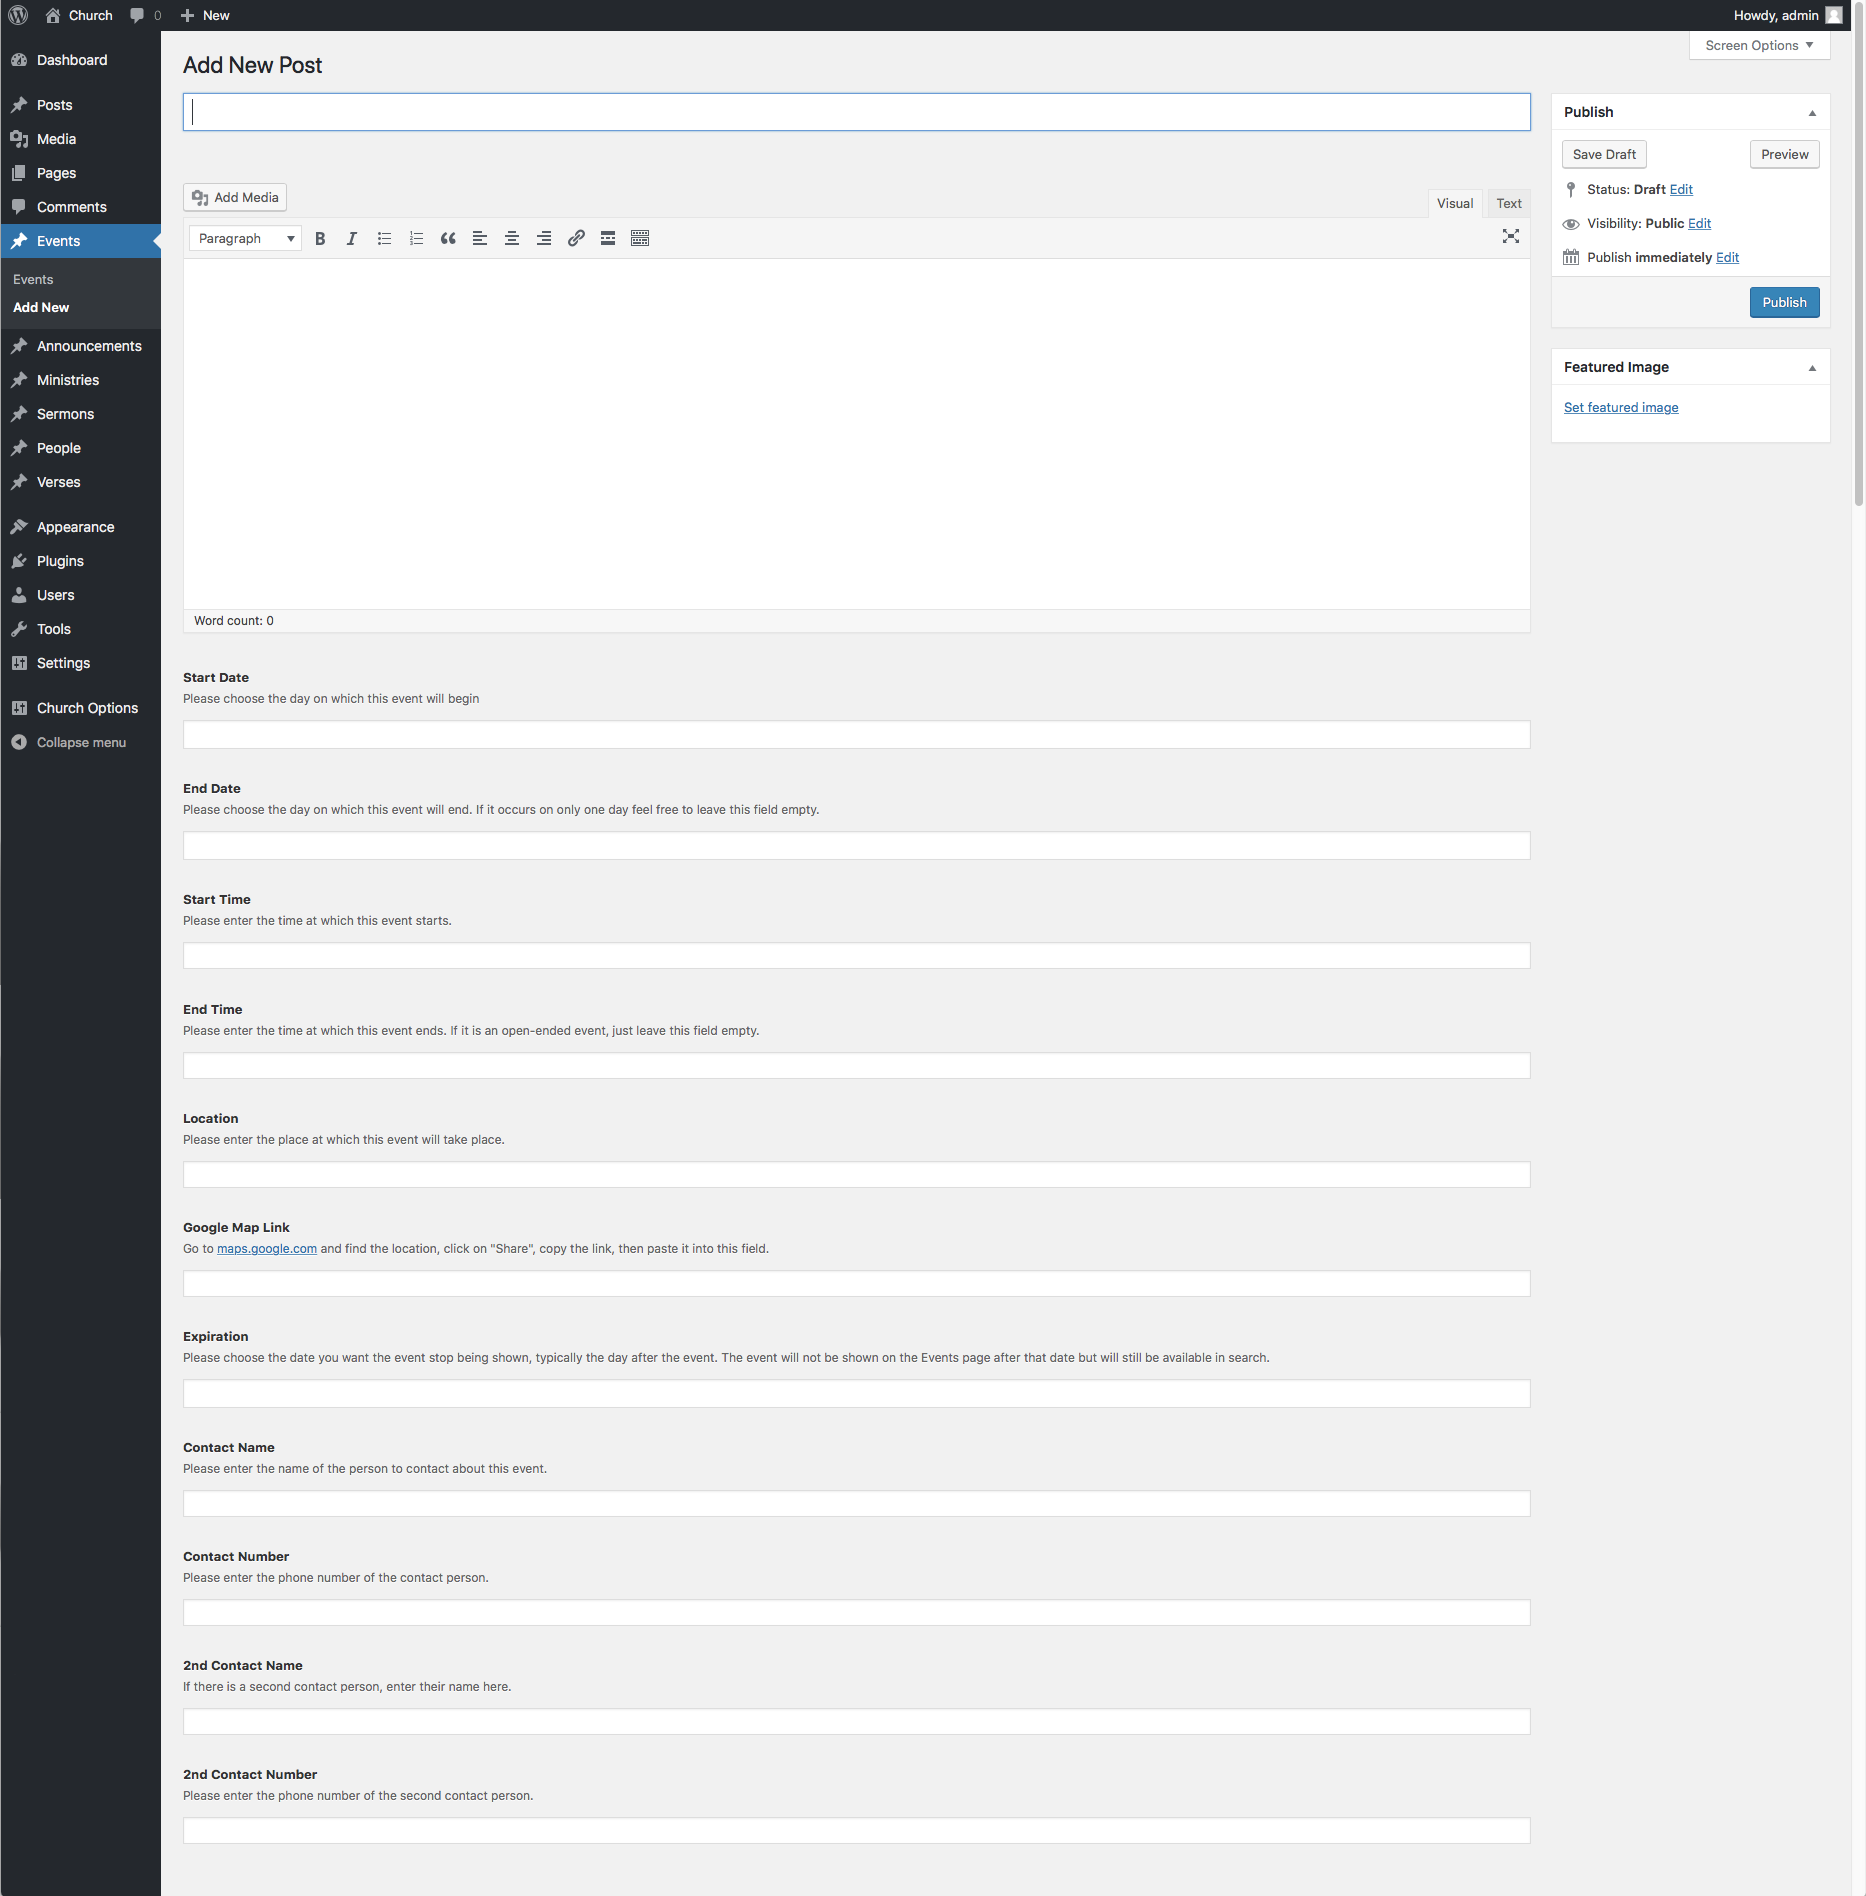 Church
0
New
Howdy, admin
Screen Options
Dashboard
Posts
Media
Pages
Comments
Events
Events
Add New
Announcements
Ministries
Sermons
People
Verses
Appearance
Plugins
Users
Tools
Settings
Church Options
Collapse menu
Add New Post
Add Media
Visual
Text
Paragraph
Word count: 0
Start Date
Please choose the day on which this event will begin
End Date
Please choose the day on which this event will end. If it occurs on only one day feel free to leave this field empty.
Start Time
Please enter the time at which this event starts.
End Time
Please enter the time at which this event ends. If it is an open-ended event, just leave this field empty.
Location
Please enter the place at which this event will take place.
Google Map Link
Go to maps.google.com and find the location, click on "Share", copy the link, then paste it into this field.
Expiration
Please choose the date you want the event stop being shown, typically the day after the event. The event will not be shown on the Events page after that date but will still be available in search.
Contact Name
Please enter the name of the person to contact about this event.
Contact Number
Please enter the phone number of the contact person.
2nd Contact Name
If there is a second contact person, enter their name here.
2nd Contact Number
Please enter the phone number of the second contact person.
Publish
Save Draft
Preview
Status: Draft Edit
Visibility: Public Edit
Publish immediately Edit
Publish
Featured Image
Set featured image